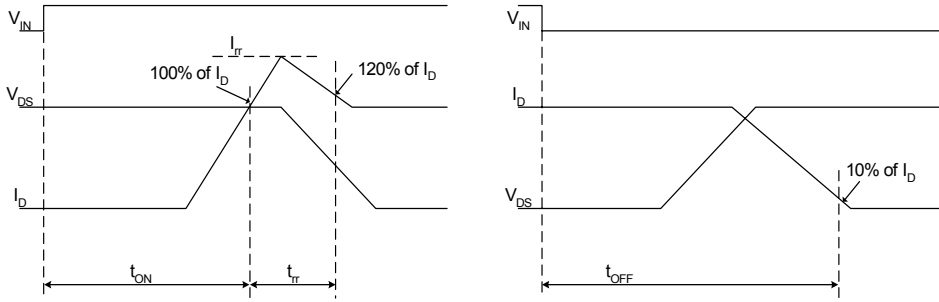 V_IN
I_rr
100% of I_D
120% of I_D
V_DS
I_D
t_ON
t_rr
V_IN
I_D
10% of I_D
V_DS
t_OFF